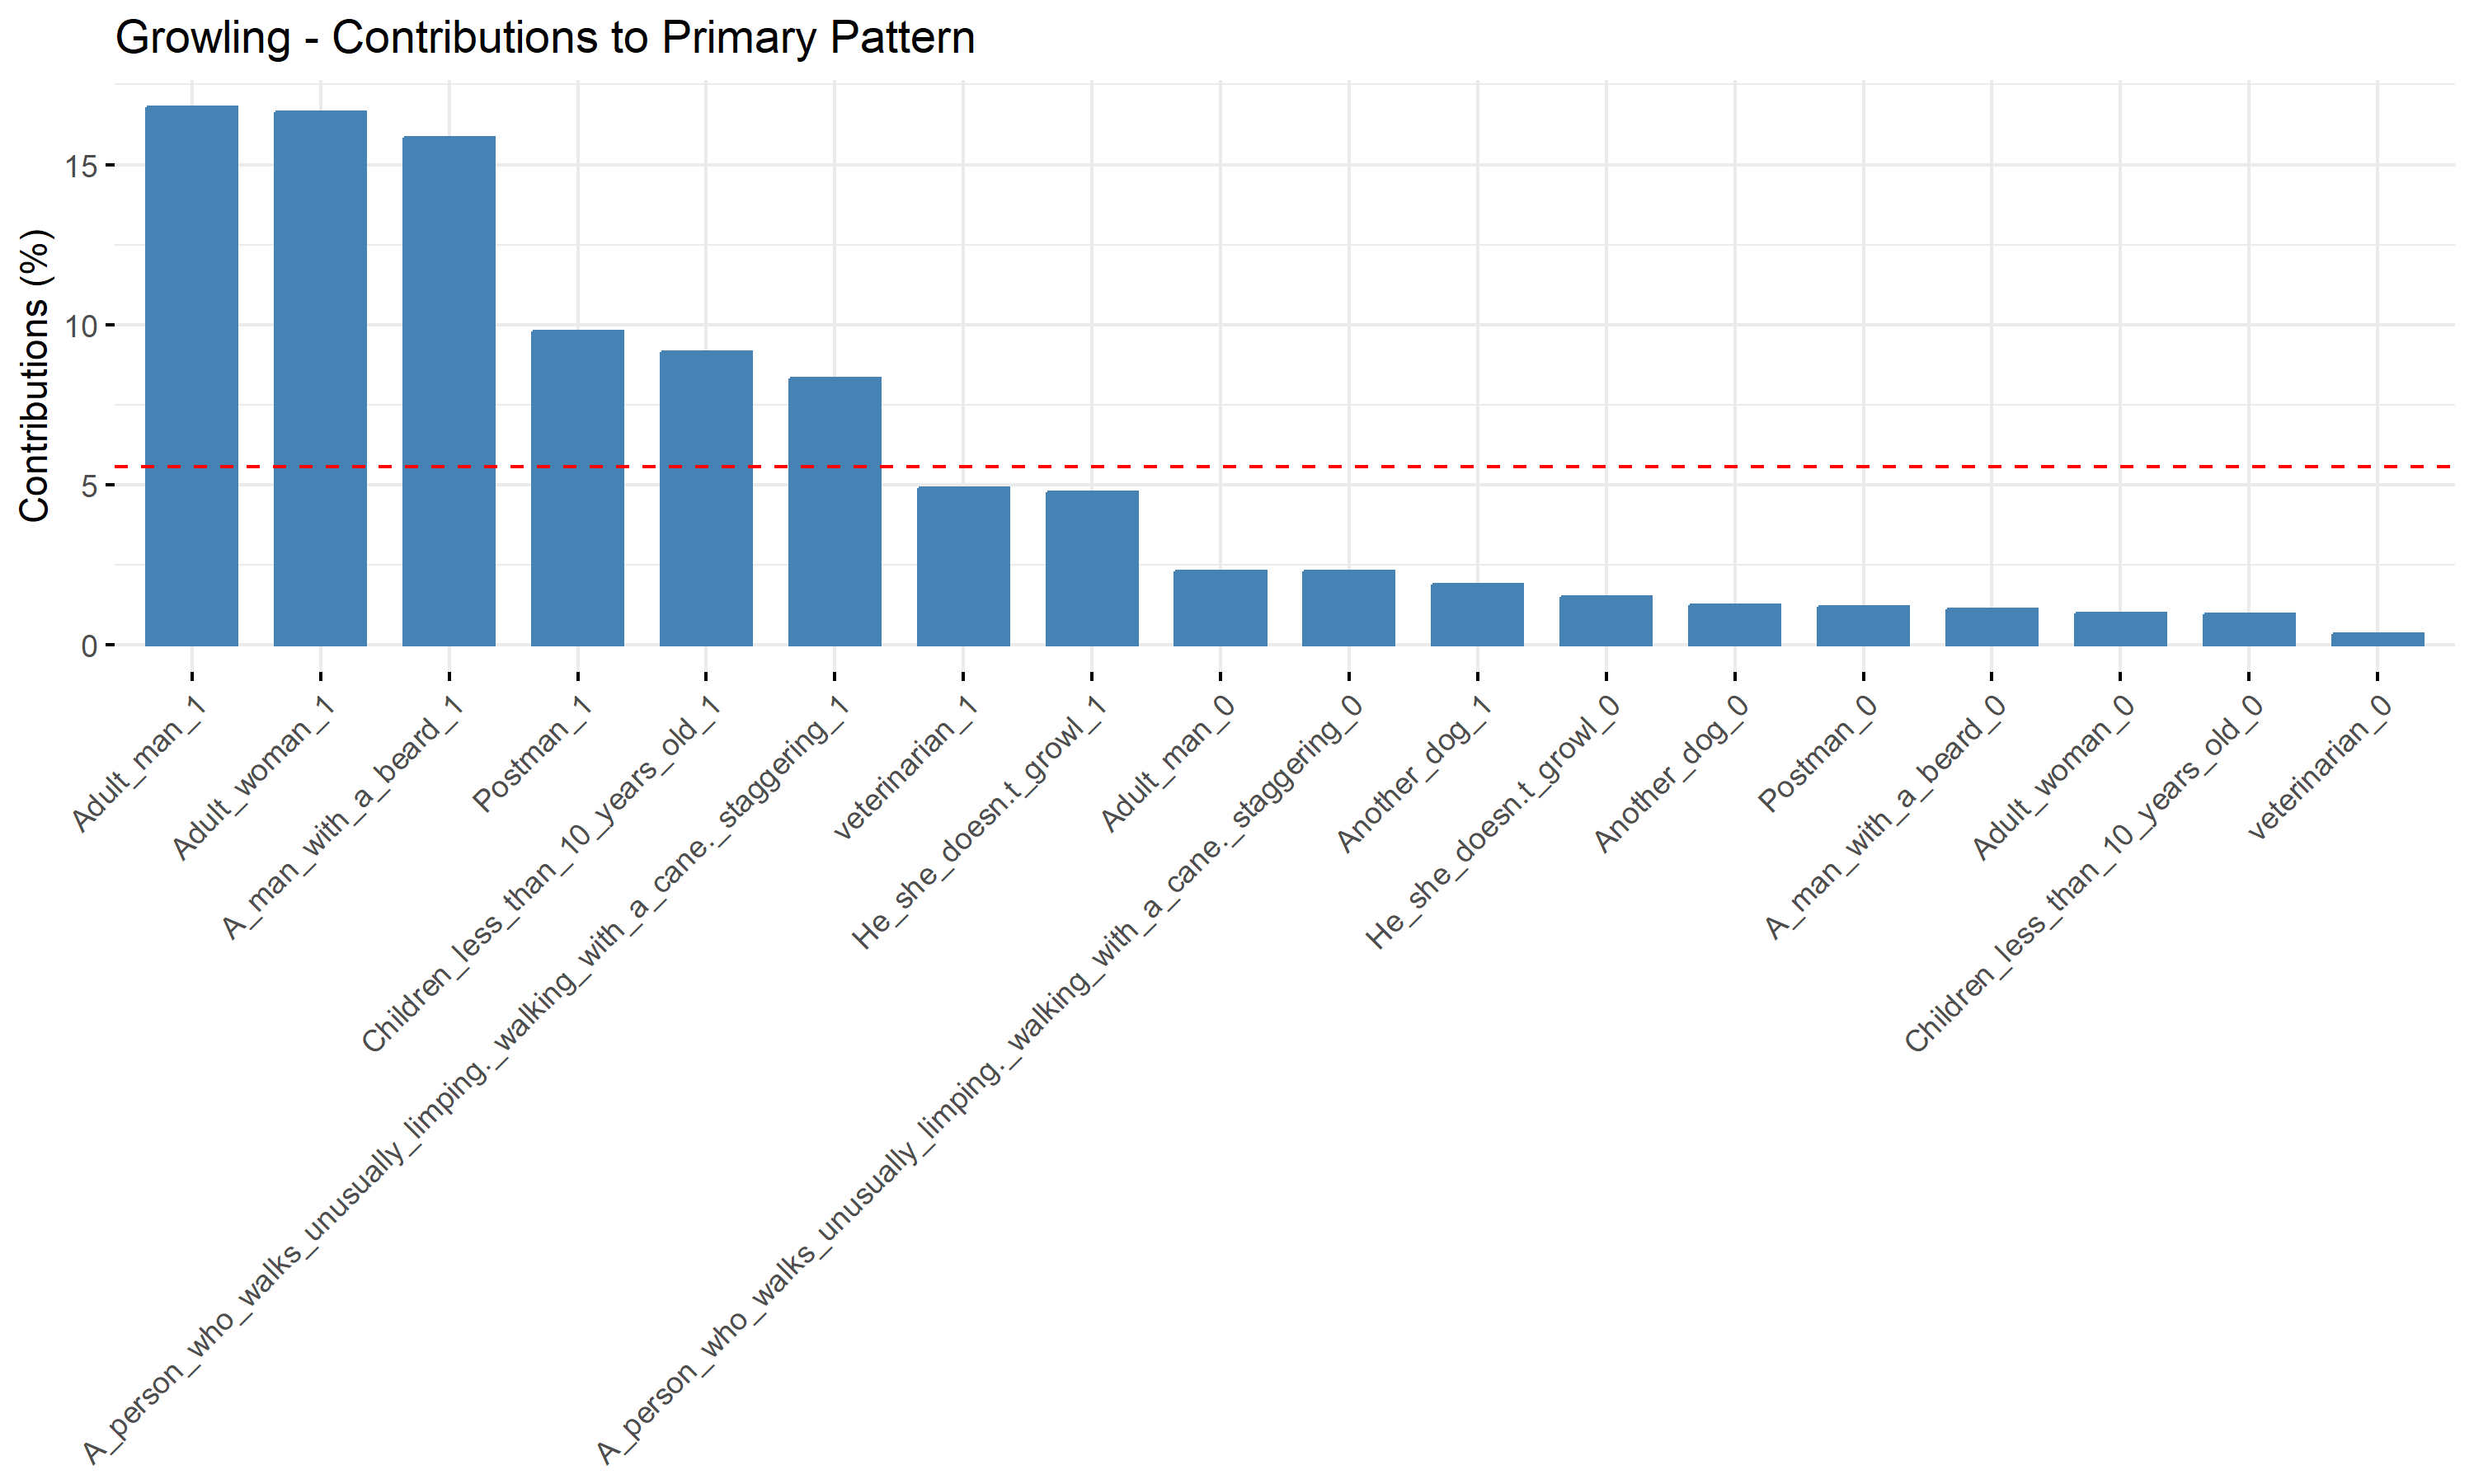 Growling - Contributions to Primary Pattern
Contributions (%)
15
10
5
0
Adult_man_1
Adult_woman_1
A_man_with_a_beard_1
Postman_1
Children_less_than_10_years_old_1
A_person_who_walks_unusually_limping._walking_with_a_cane._staggering_1
veterinarian_1
He_she_doesn.t_growl_1
Adult_man_0
A_person_who_walks_unusually_limping._walking_with_a_cane._staggering_0
Another_dog_1
He_she_doesn.t_growl_0
Another_dog_0
Postman_0
A_man_with_a_beard_0
Adult_woman_0
Children_less_than_10_years_old_0
veterinarian_0